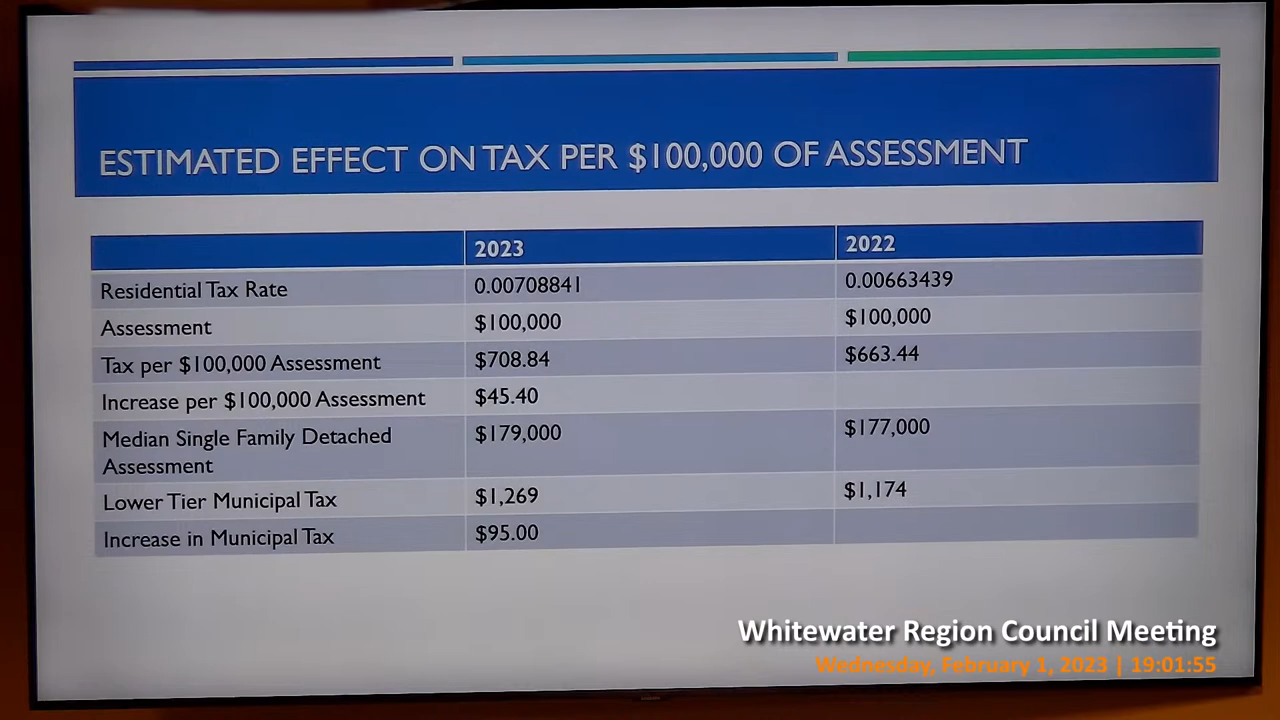 ESTIMATED EFFECT ON TAX PER $100,000 OF ASSESSMENT
2023 2022
Residential Tax Rate 0.00708841 0.00663439
Assessment $100,000 $100,000
Tax per $100,000 Assessment $708.84 $663.44
Increase per $100,000 Assessment $45.40
Median Single Family Detached
Assessment $179,000 $177,000
Lower Tier Municipal Tax $1,269 $1,174
Increase in Municipal Tax $95.00
Whitewater Region Council Meeting
Wednesday, February 1, 2023 | 19:01:55